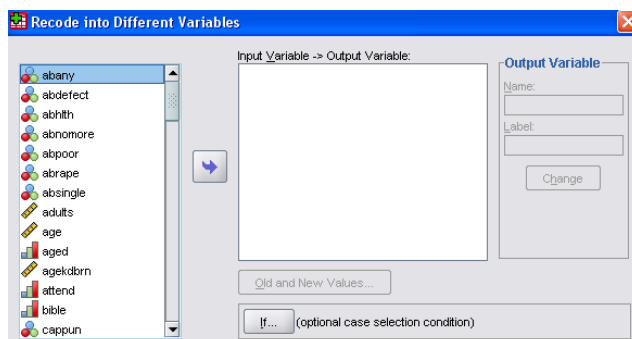 Recode into Different Variables
Input Variable -> Output Variable:
abany
abdefect
abhlth
abnomore
abpoor
abrape
absingle
adults
age
aged
agekdbrn
attend
bible
cappun
Output Variable
Name:
Label:
Change
Old and New Values...
If... (optional case selection condition)